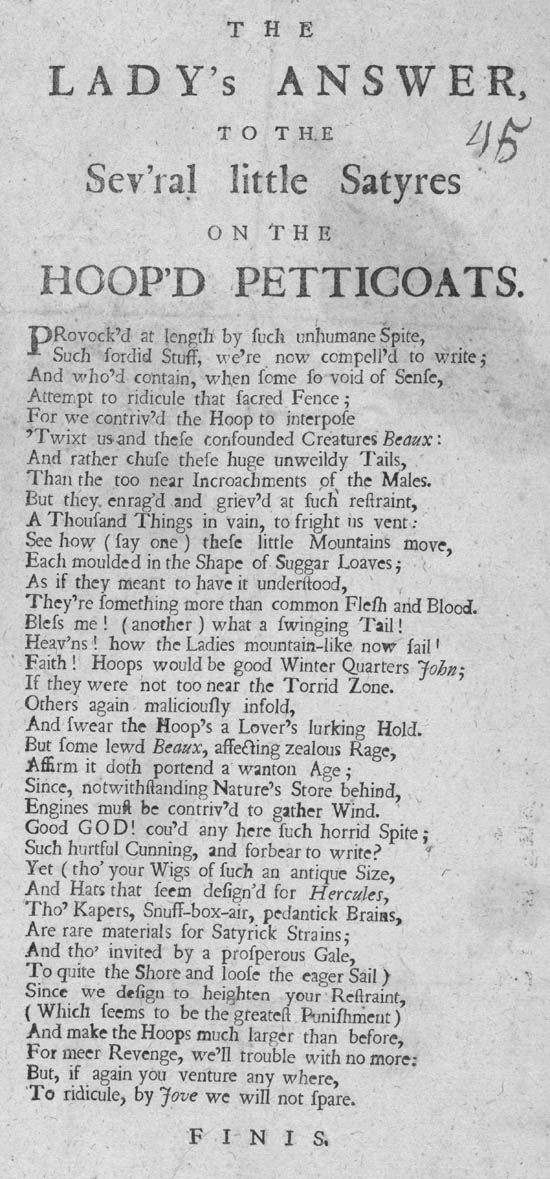 THE
LADY's ANSWER,
TO THE
Sev'ral little Satyres
ON THE
HOOP'D PETTICOATS.
45
PRovock'd at length by ſuch unhumane Spite,
Such ſordid Stuff, we're now compell'd to write;
And who'd contain, when ſome ſo void of Senſe,
Attempt to ridicule that ſacred Fence;
For we contriv'd the Hoop to interpoſe
'Twixt us and theſe confounded Creatures Beaux:
And rather chuſe theſe huge unweildy Tails,
Than the too near Incroachments of the Males.
But they enrag'd and griev'd at ſuch reſtraint,
A Thouſand Things in vain, to fright us vent:
See how (ſay one) theſe little Mountains move,
Each moulded in the Shape of Suggar Loaves;
As if they meant to have it underſtood,
They're ſomething more than common Fleſh and Blood.
Bleſs me! (another) what a ſwinging Tail!
Heav'ns! how the Ladies mountain-like now ſail!
Faith! Hoops would be good Winter Quarters John;
If they were not too near the Torrid Zone.
Others again maliciouſly infold,
And ſwear the Hoop's a Lover's lurking Hold.
But ſome lewd Beaux, affecting zealous Rage,
Affirm it doth portend a wanton Age;
Since, notwithſtanding Nature's Store behind,
Engines muſt be contriv'd to gather Wind.
Good GOD! cou'd any here ſuch horrid Spite;
Such hurtful Cunning, and forbear to write?
Yet (tho' your Wigs of ſuch an antique Size,
And Hats that ſeem deſign'd for Hercules,
Tho' Kapers, Snuff-box-air, pedantick Brains,
Are rare materials for Satyrick Strains;
And tho' invited by a proſperous Gale,
To quite the Shore and looſe the eager Sail)
Since we deſign to heighten your Reſtraint,
(Which ſeems to be the greateſt Puniſhment)
And make the Hoops much larger than before,
For meer Revenge, we'll trouble with no more:
But, if again you venture any where,
To ridicule, by Jove we will not ſpare.
FINIS.